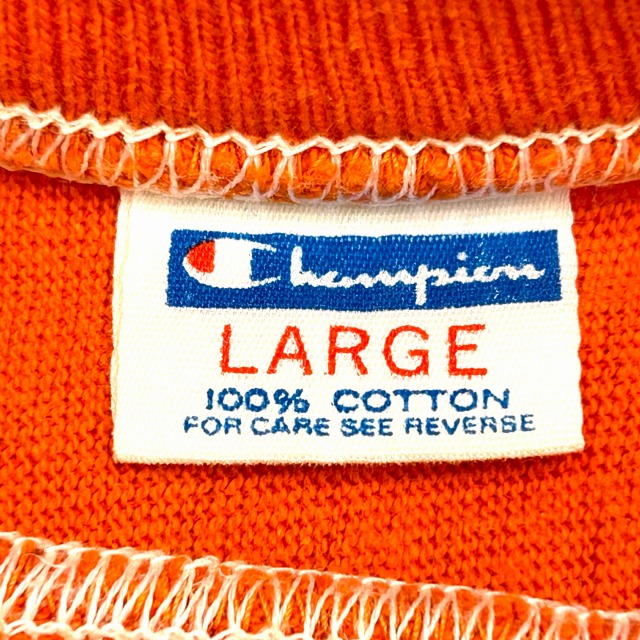 Champion
LARGE
100% COTTON
FOR CARE SEE REVERSE